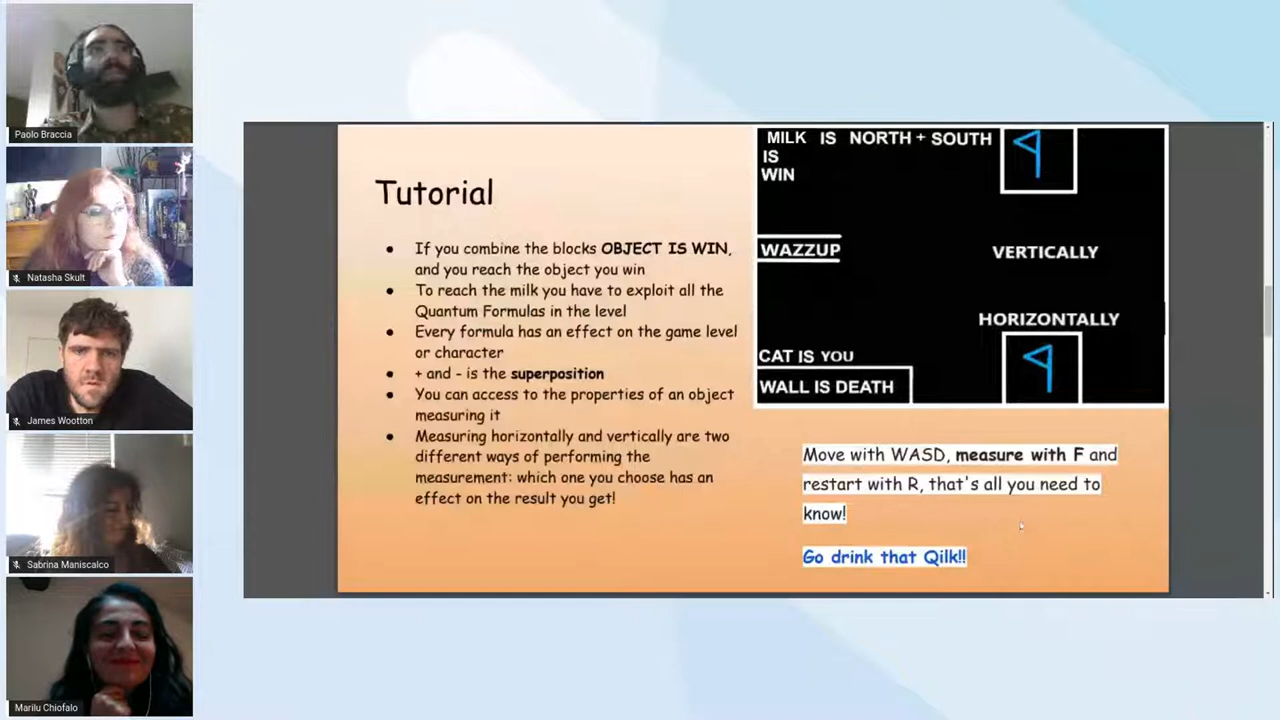 Paolo Braccia
Natasha Skult
James Wootton
Sabrina Maniscalco
Marilu Chiofalo
Tutorial
● If you combine the blocks OBJECT IS WIN,
and you reach the object you win
● To reach the milk you have to exploit all the
Quantum Formulas in the level
● Every formula has an effect on the game level
or character
● + and - is the superposition
● You can access to the properties of an object
measuring it
● Measuring horizontally and vertically are two
different ways of performing the
measurement: which one you choose has an
effect on the result you get!
MILK IS NORTH + SOUTH
IS
WIN
WAZZUP
VERTICALLY
HORIZONTALLY
CAT IS YOU
WALL IS DEATH
Move with WASD, measure with F and
restart with R, that's all you need to
know!
Go drink that Qilk!!